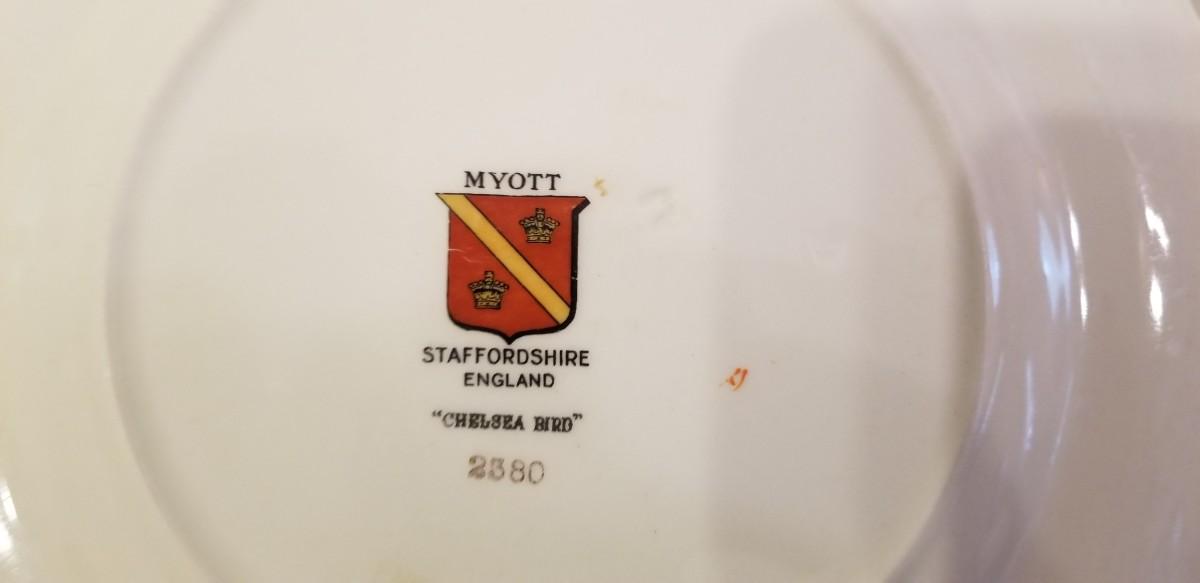 MYOTT
STAFFORDSHIRE
ENGLAND
"CHELSEA BIRD"
2380